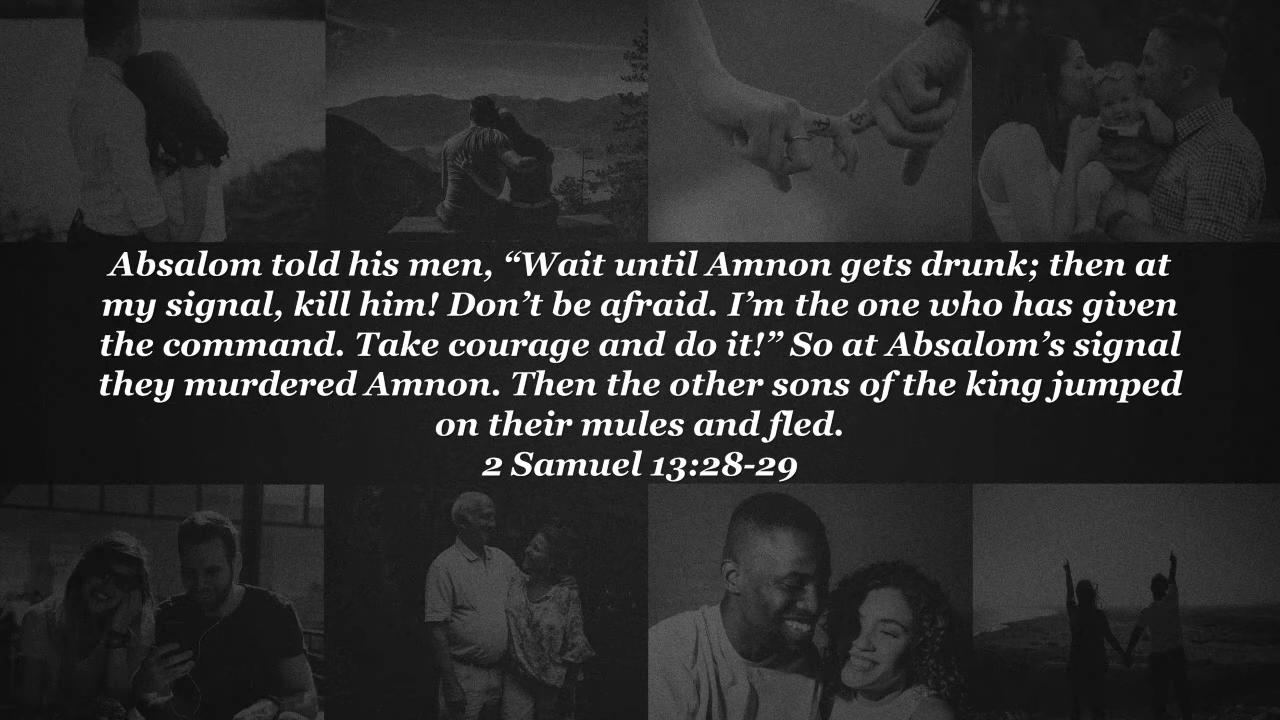 Absalom told his men, “Wait until Amnon gets drunk; then at
my signal, kill him! Don’t be afraid. I’m the one who has given
the command. Take courage and do it!” So at Absalom’s signal
they murdered Amnon. Then the other sons of the king jumped
on their mules and fled.
2 Samuel 13:28-29